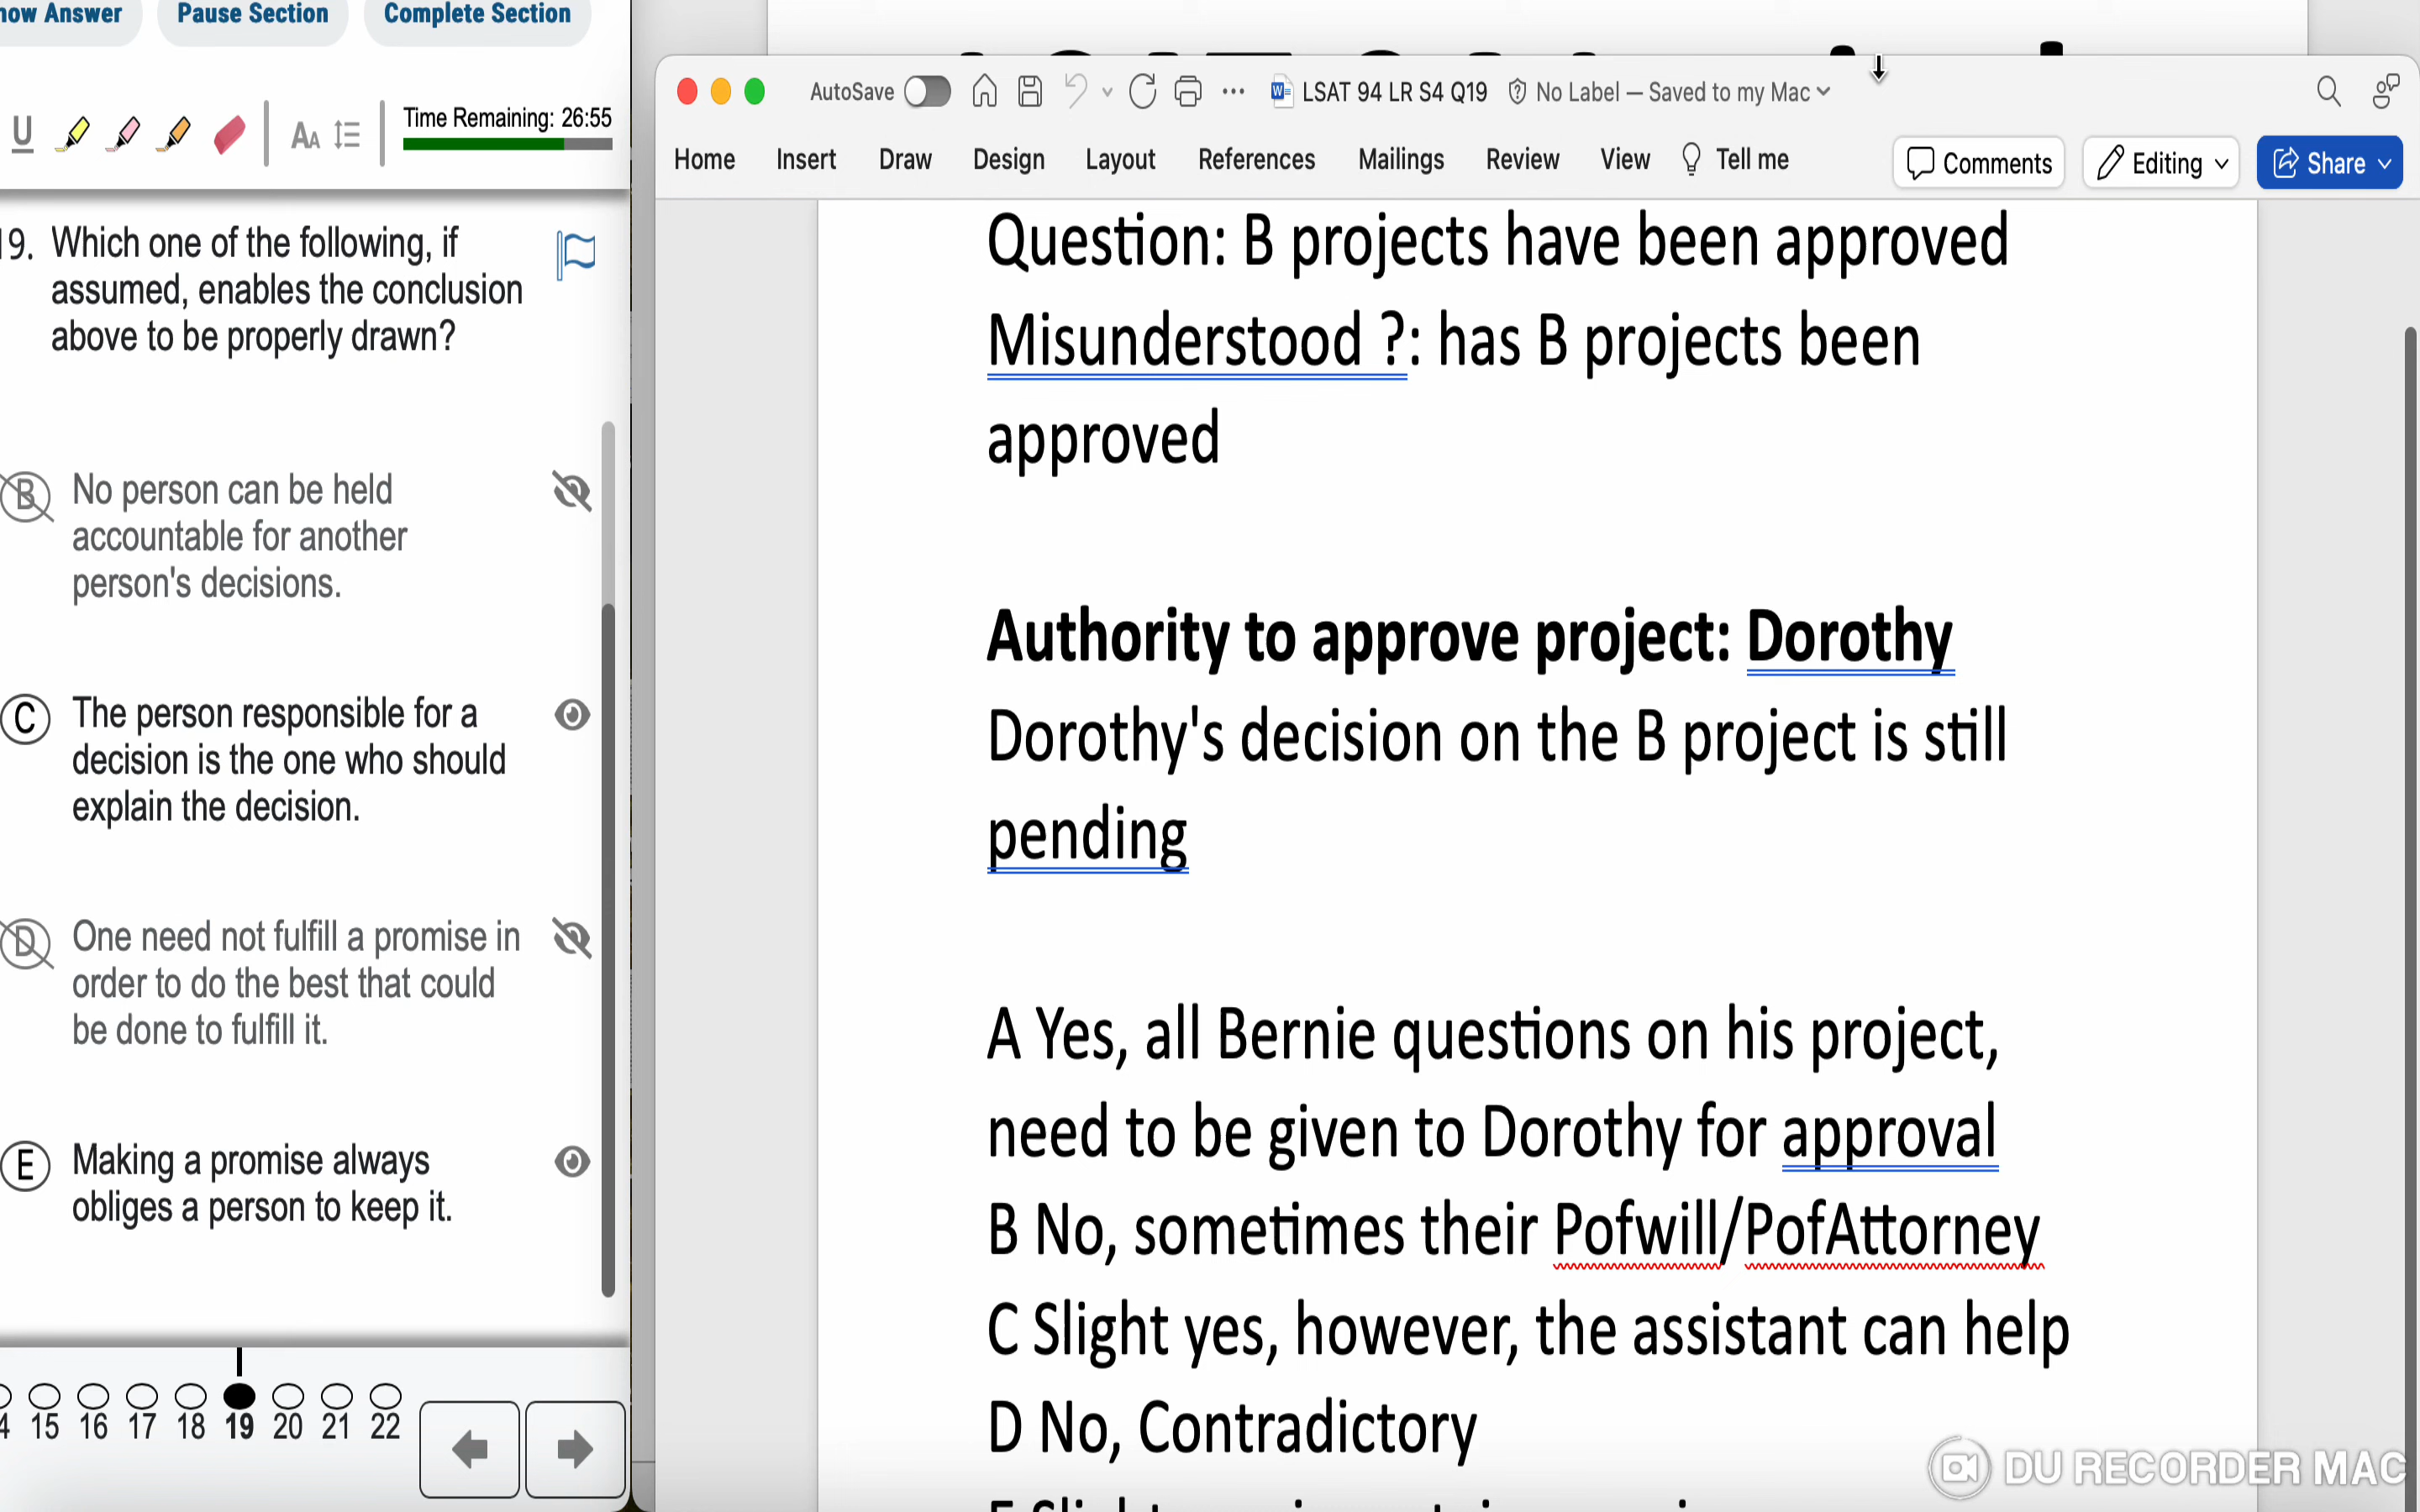 now Answer
Pause Section
Complete Section
U
AA
Time Remaining: 26:55
19. Which one of the following, if
assumed, enables the conclusion
above to be properly drawn?
B No person can be held
accountable for another
person's decisions.
C The person responsible for a
decision is the one who should
explain the decision.
D One need not fulfill a promise in
order to do the best that could
be done to fulfill it.
E Making a promise always
obliges a person to keep it.
4 15 16 17 18 19 20 21 22
AutoSave
LSAT 94 LR S4 Q19
No Label — Saved to my Mac
Home Insert Draw Design Layout References Mailings Review View Tell me
Comments
Editing
Share
Question: B projects have been approved
Misunderstood ?: has B projects been
approved
Authority to approve project: Dorothy
Dorothy's decision on the B project is still
pending
A Yes, all Bernie questions on his project,
need to be given to Dorothy for approval
B No, sometimes their Pofwill/PofAttorney
C Slight yes, however, the assistant can help
D No, Contradictory
DU RECORDER MAC